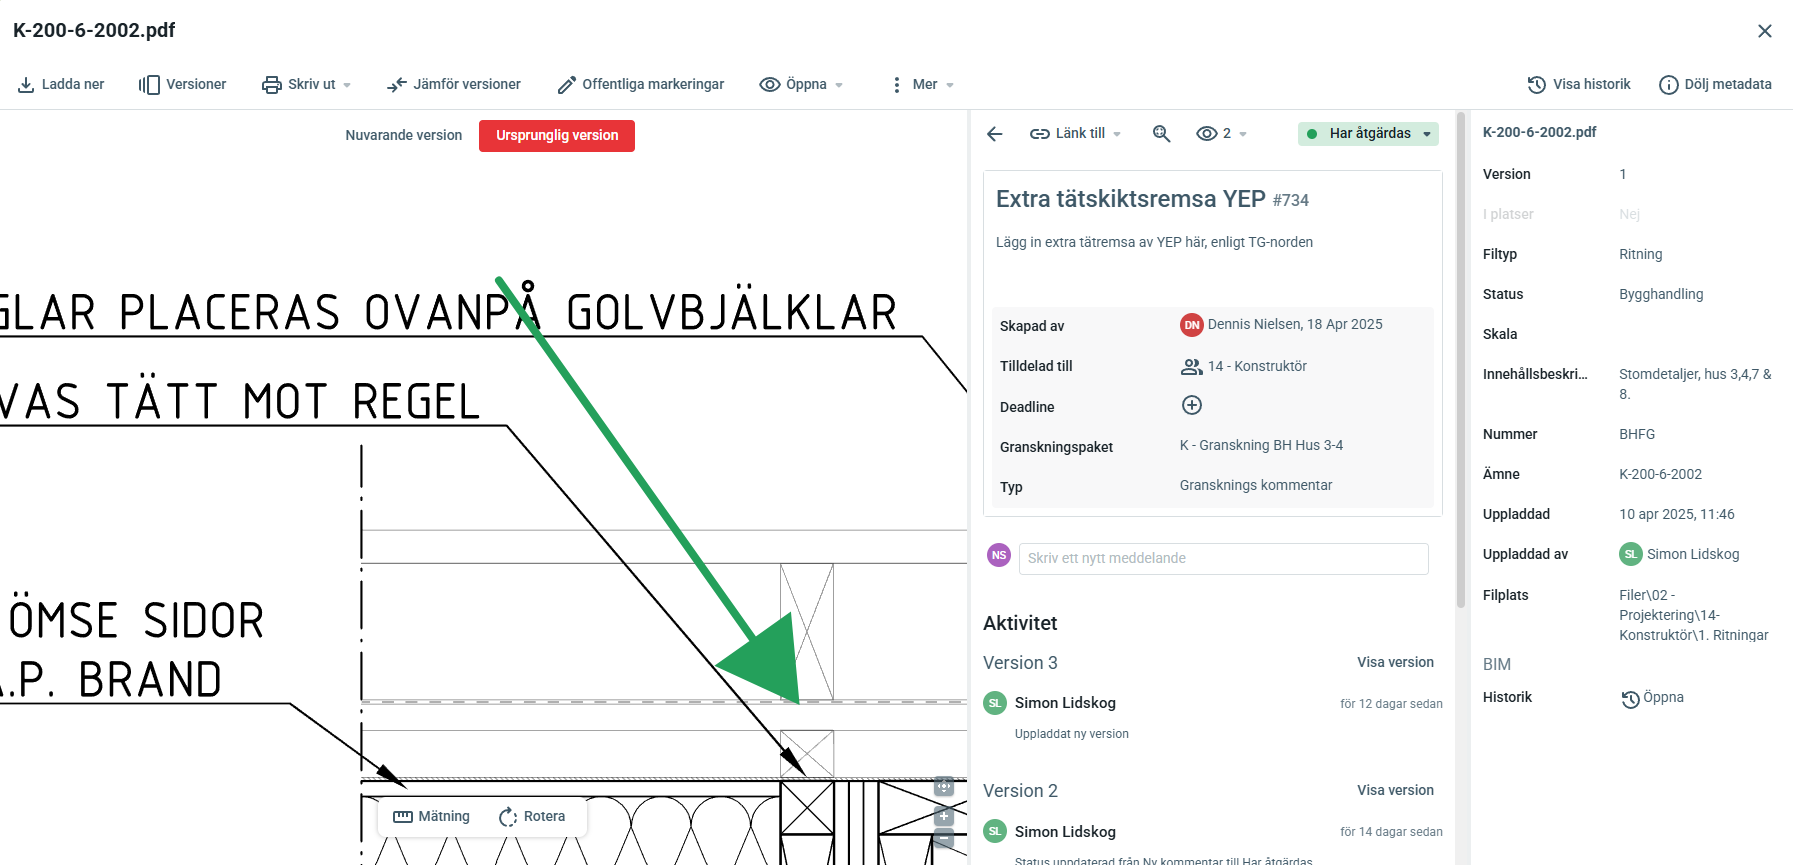 K-200-6-2002.pdf
Ladda ner
Versioner
Skriv ut
Jämför versioner
Offentliga markeringar
Öppna
Mer
Visa historik
Dölj metadata
Nuvarande version
Ursprunglig version
GLAR PLACERAS OVANPÅ GOLVBJÄLKLAR
VAS TÄTT MOT REGEL
ÖMSE SIDOR
A.P. BRAND
Mätning
Rotera
Länk till
2
Har åtgärdas
Extra tätskiktsremsa YEP #734
Lägg in extra tätremsa av YEP här, enligt TG-norden
Skapad av
DN Dennis Nielsen, 18 Apr 2025
Tilldelad till
14 - Konstruktör
Deadline
Granskningspaket
K - Granskning BH Hus 3-4
Typ
Gransknings kommentar
NS
Skriv ett nytt meddelande
Aktivitet
Version 3
Visa version
SL Simon Lidskog
för 12 dagar sedan
Uppladdat ny version
Version 2
Visa version
SL Simon Lidskog
för 14 dagar sedan
Status uppdaterad från Ny kommentar till Har åtgärdas
K-200-6-2002.pdf
Version
1
I platser
Nej
Filtyp
Ritning
Status
Bygghandling
Skala
Innehållsbeskri...
Stomdetaljer, hus 3,4,7 &
8.
Nummer
BHFG
Ämne
K-200-6-2002
Uppladdad
10 apr 2025, 11:46
Uppladdad av
SL Simon Lidskog
Filplats
Filer\02 -
Projektering\14-
Konstruktör\1. Ritningar
BIM
Historik
Öppna